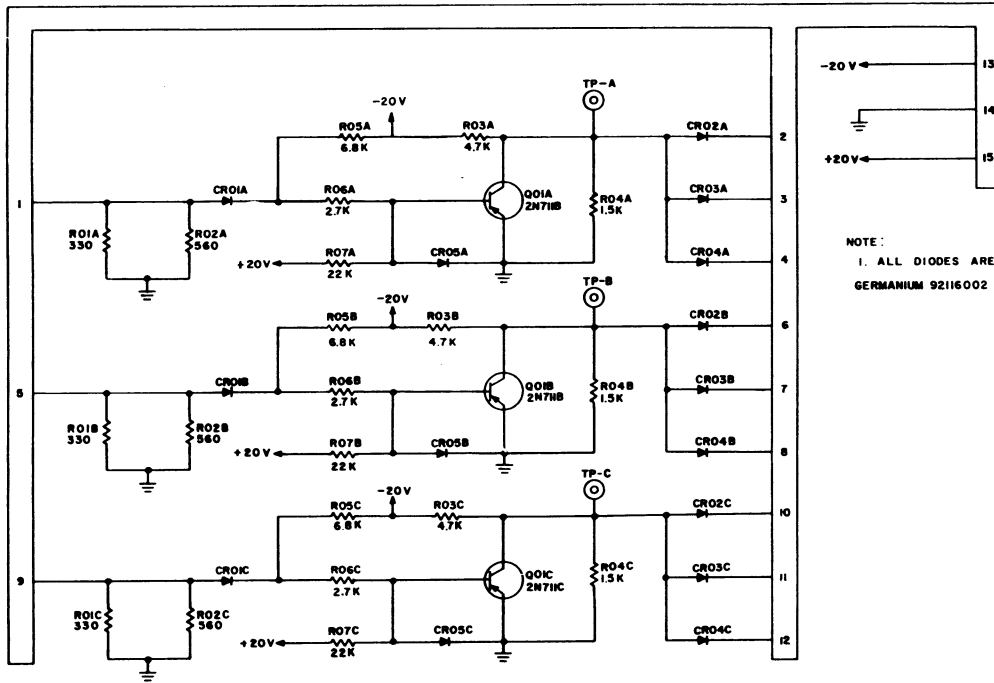 TP-A
-20V
13
-20V
R05A
6.8K
R03A
4.7K
CR02A
2
14
+20V
15
CR01A
R06A
2.7K
Q01A
2N711B
R04A
1.5K
CR03A
3
1
R01A
330
R02A
560
+20V
R07A
22K
CR05A
CR04A
4
NOTE:
1. ALL DIODES ARE
GERMANIUM 92116002
TP-B
-20V
R05B
6.8K
R03B
4.7K
CR02B
6
CR01B
R06B
2.7K
Q01B
2N711B
R04B
1.5K
CR03B
7
5
R01B
330
R02B
560
+20V
R07B
22K
CR05B
CR04B
8
TP-C
-20V
R05C
6.8K
R03C
4.7K
CR02C
10
CR01C
R06C
2.7K
Q01C
2N711C
R04C
1.5K
CR03C
11
9
R01C
330
R02C
560
+20V
R07C
22K
CR05C
CR04C
12